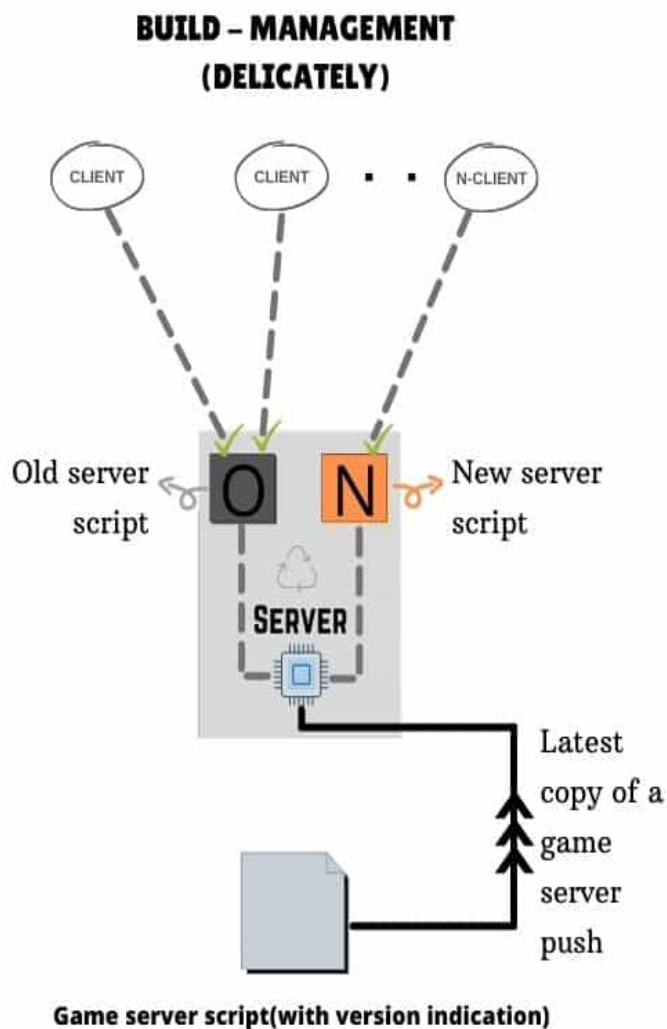 BUILD – MANAGEMENT
(DELICATELY)
CLIENT
CLIENT
N-CLIENT
Old server
script
O
N
New server
script
SERVER
Latest
copy of a
game
server
push
Game server script(with version indication)